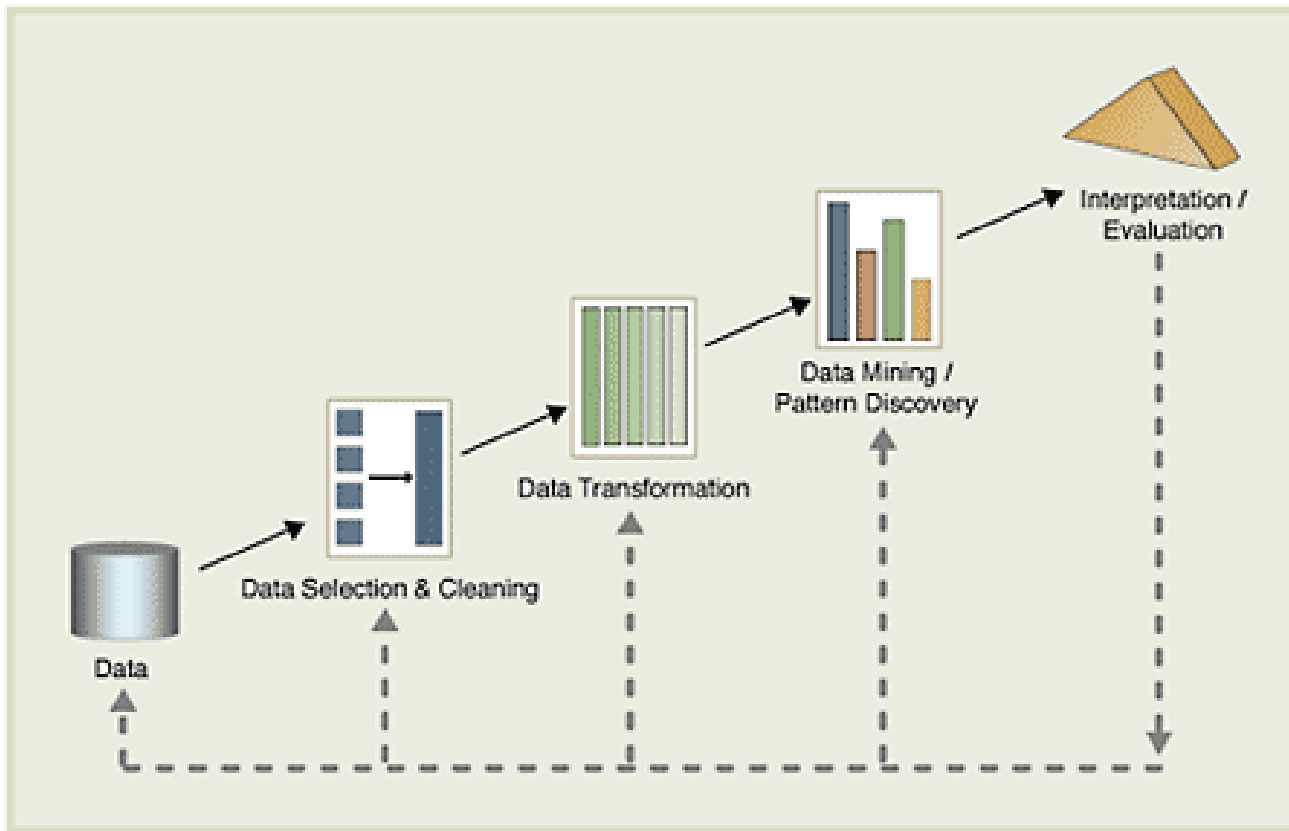 Interpretation /
Evaluation
Data Mining /
Pattern Discovery
Data Transformation
Data Selection & Cleaning
Data